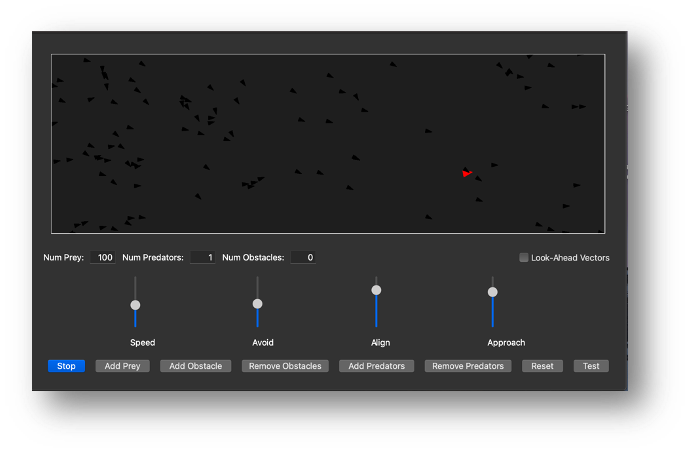 Num Prey: 100 Num Predators: 1 Num Obstacles: 0 Look-Ahead Vectors
Speed Avoid Align Approach
Stop Add Prey Add Obstacle Remove Obstacles Add Predators Remove Predators Reset Test